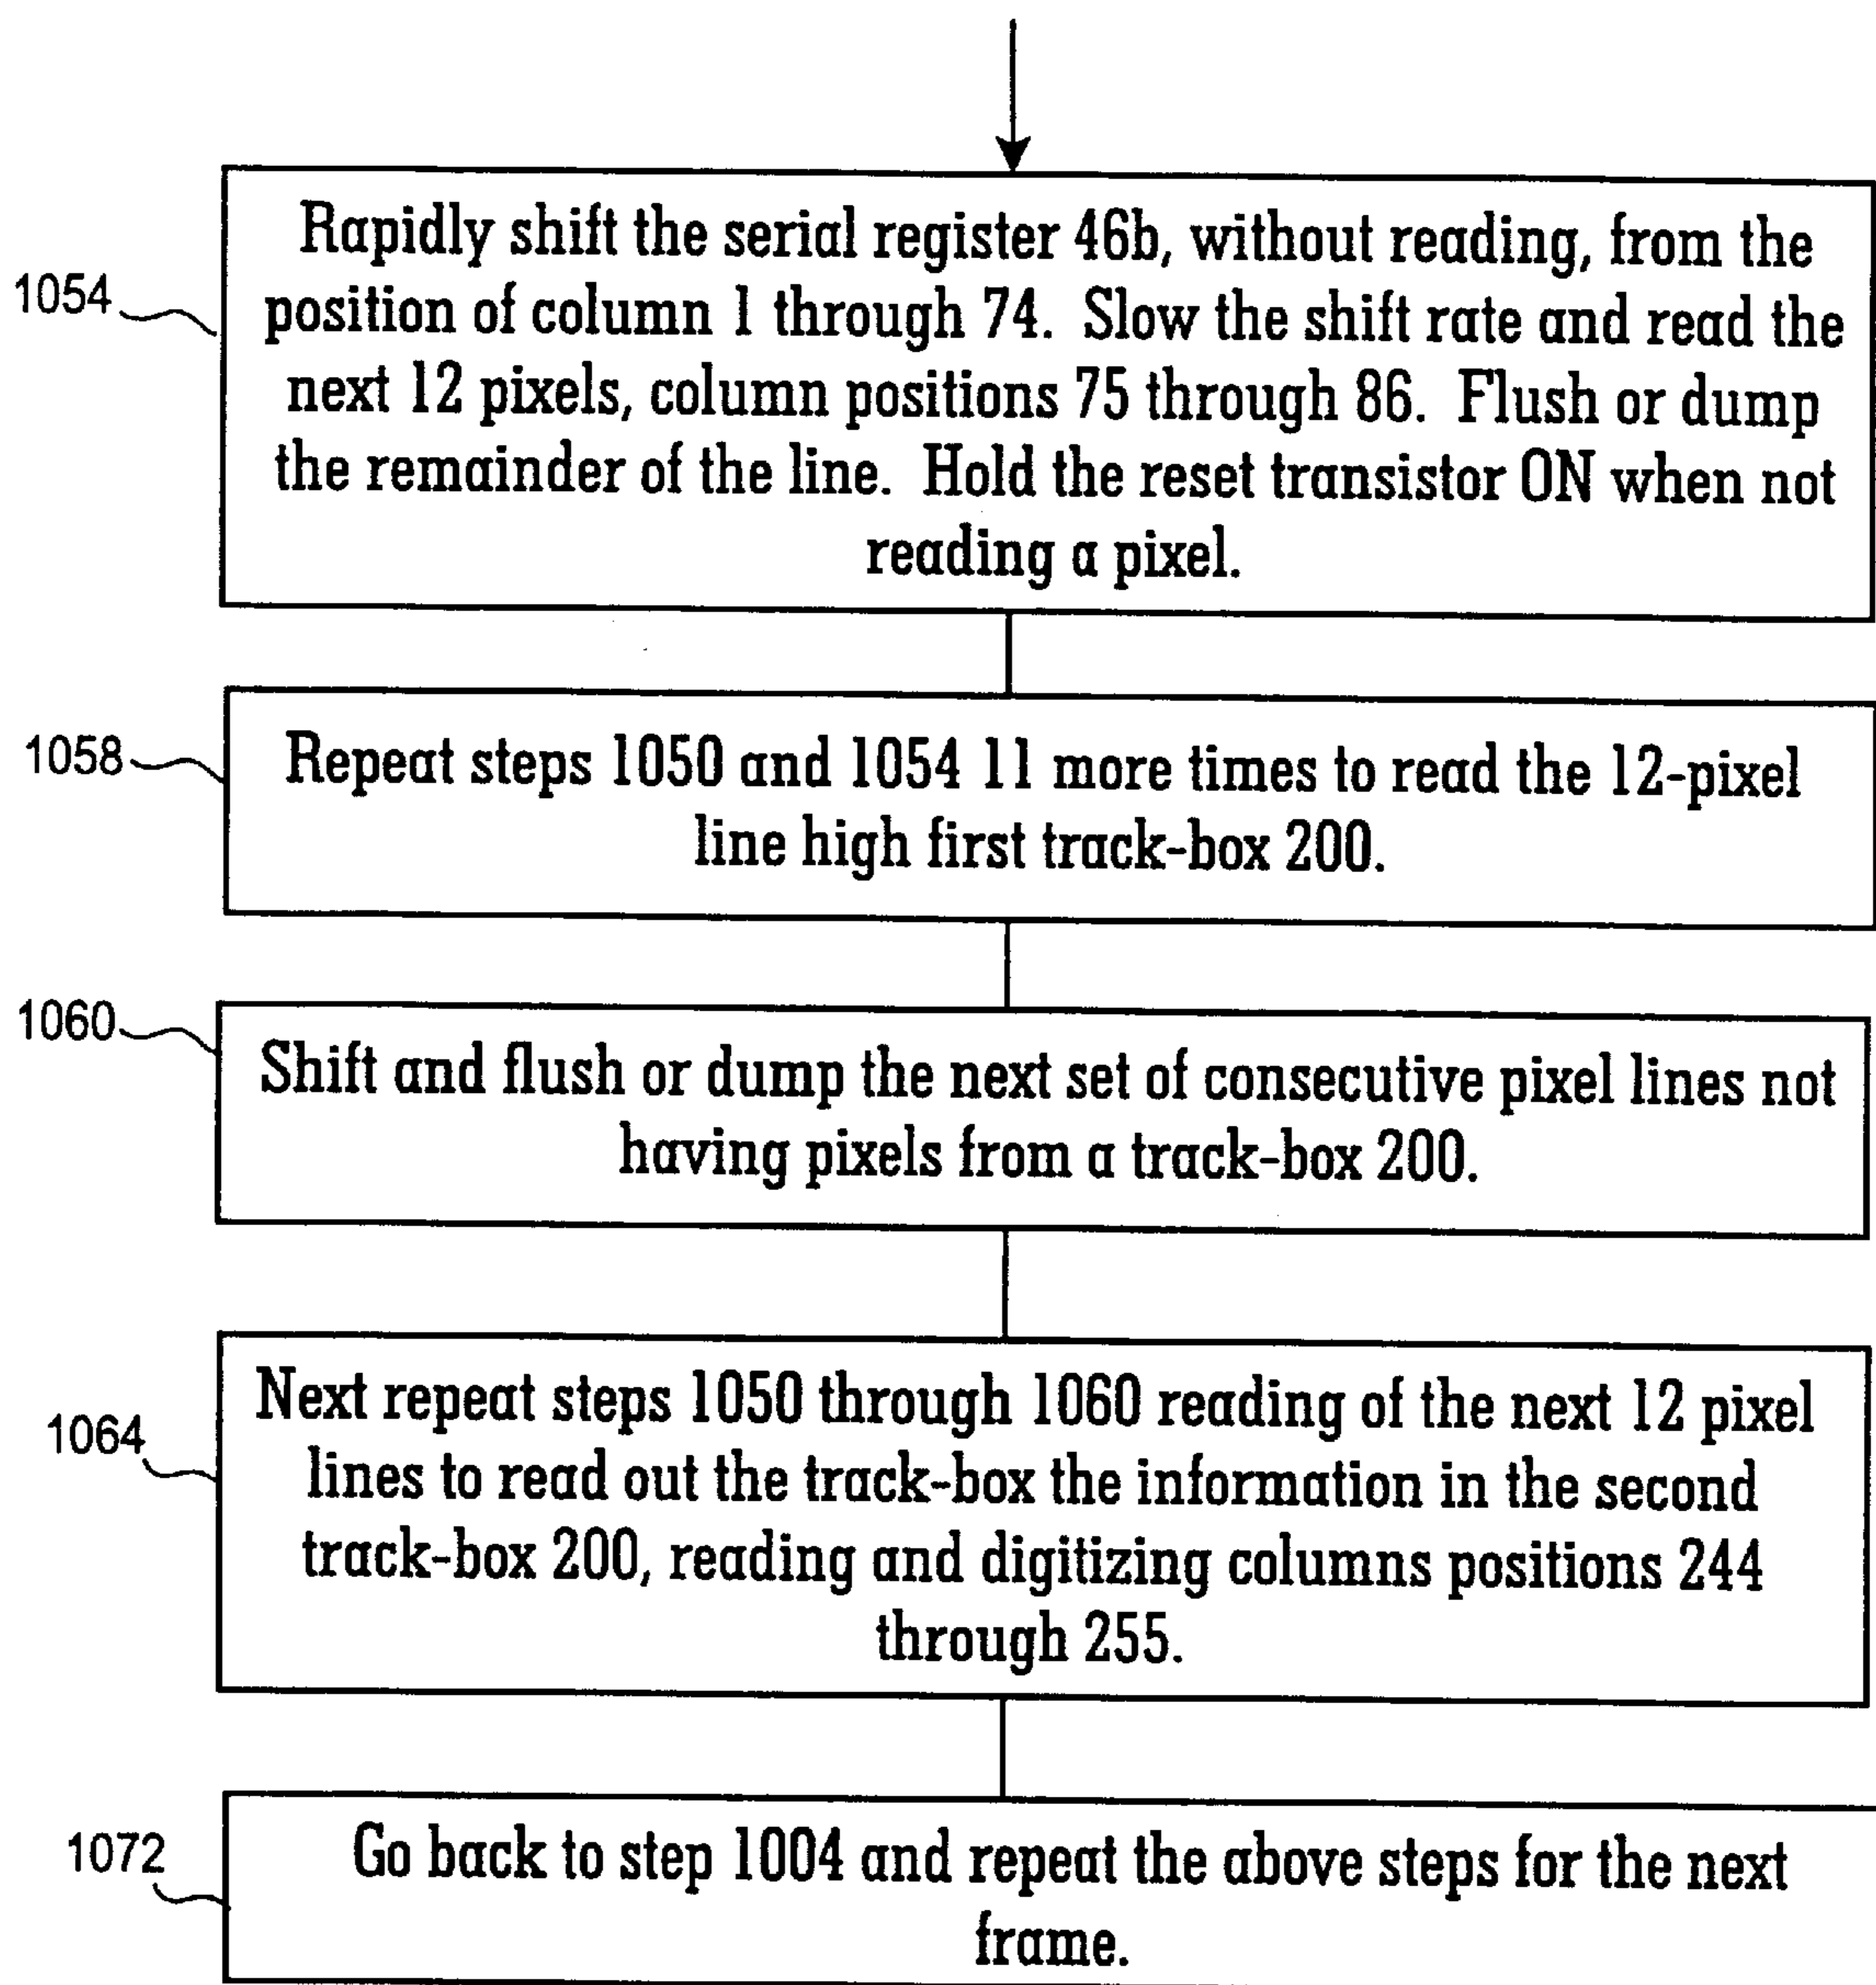 1054
Rapidly shift the serial register 46b, without reading, from the
position of column 1 through 74. Slow the shift rate and read the
next 12 pixels, column positions 75 through 86. Flush or dump
the remainder of the line. Hold the reset transistor ON when not
reading a pixel.
1058
Repeat steps 1050 and 1054 11 more times to read the 12-pixel
line high first track-box 200.
1060
Shift and flush or dump the next set of consecutive pixel lines not
having pixels from a track-box 200.
1064
Next repeat steps 1050 through 1060 reading of the next 12 pixel
lines to read out the track-box the information in the second
track-box 200, reading and digitizing columns positions 244
through 255.
1072
Go back to step 1004 and repeat the above steps for the next
frame.